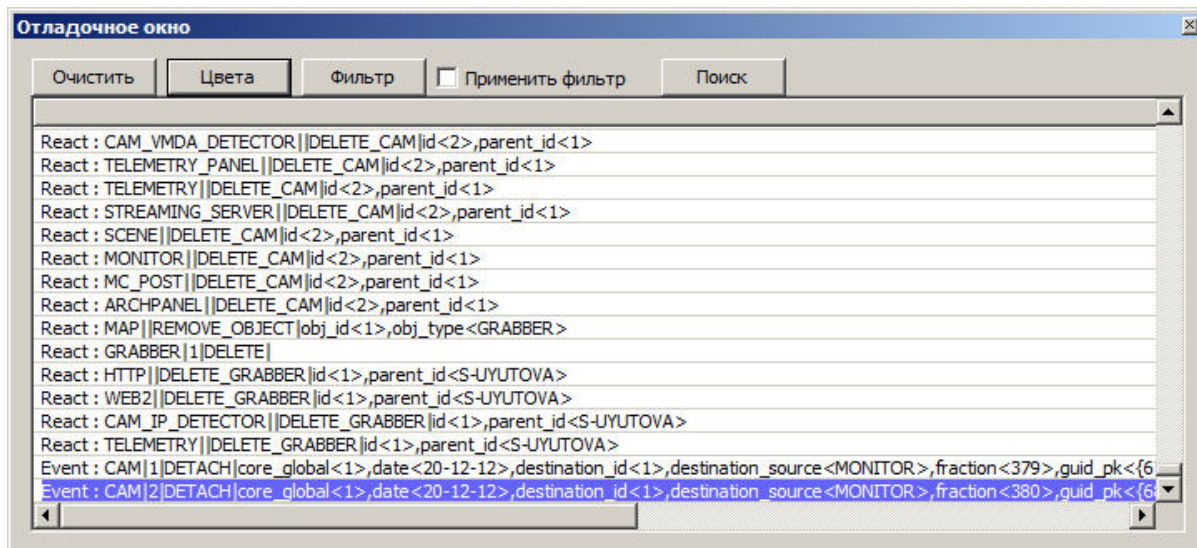 Отладочное окно
Очистить Цвета Фильтр Применить фильтр Поиск
React : CAM_VMDA_DETECTOR||DELETE_CAM|id<2>,parent_id<1>
React : TELEMETRY_PANEL||DELETE_CAM|id<2>,parent_id<1>
React : TELEMETRY||DELETE_CAM|id<2>,parent_id<1>
React : STREAMING_SERVER||DELETE_CAM|id<2>,parent_id<1>
React : SCENE||DELETE_CAM|id<2>,parent_id<1>
React : MONITOR||DELETE_CAM|id<2>,parent_id<1>
React : MC_POST||DELETE_CAM|id<2>,parent_id<1>
React : ARCHPANEL||DELETE_CAM|id<2>,parent_id<1>
React : MAP||REMOVE_OBJECT|obj_id<1>,obj_type<GRABBER>
React : GRABBER|1|DELETE|
React : HTTP||DELETE_GRABBER|id<1>,parent_id<S-UYUTOVA>
React : WEB2||DELETE_GRABBER|id<1>,parent_id<S-UYUTOVA>
React : CAM_IP_DETECTOR||DELETE_GRABBER|id<1>,parent_id<S-UYUTOVA>
React : TELEMETRY||DELETE_GRABBER|id<1>,parent_id<S-UYUTOVA>
Event : CAM|1|DETACH|core_global<1>,date<20-12-12>,destination_id<1>,destination_source<MONITOR>,fraction<379>,guid_pk<{6
Event : CAM|2|DETACH|core_global<1>,date<20-12-12>,destination_id<1>,destination_source<MONITOR>,fraction<380>,guid_pk<{6